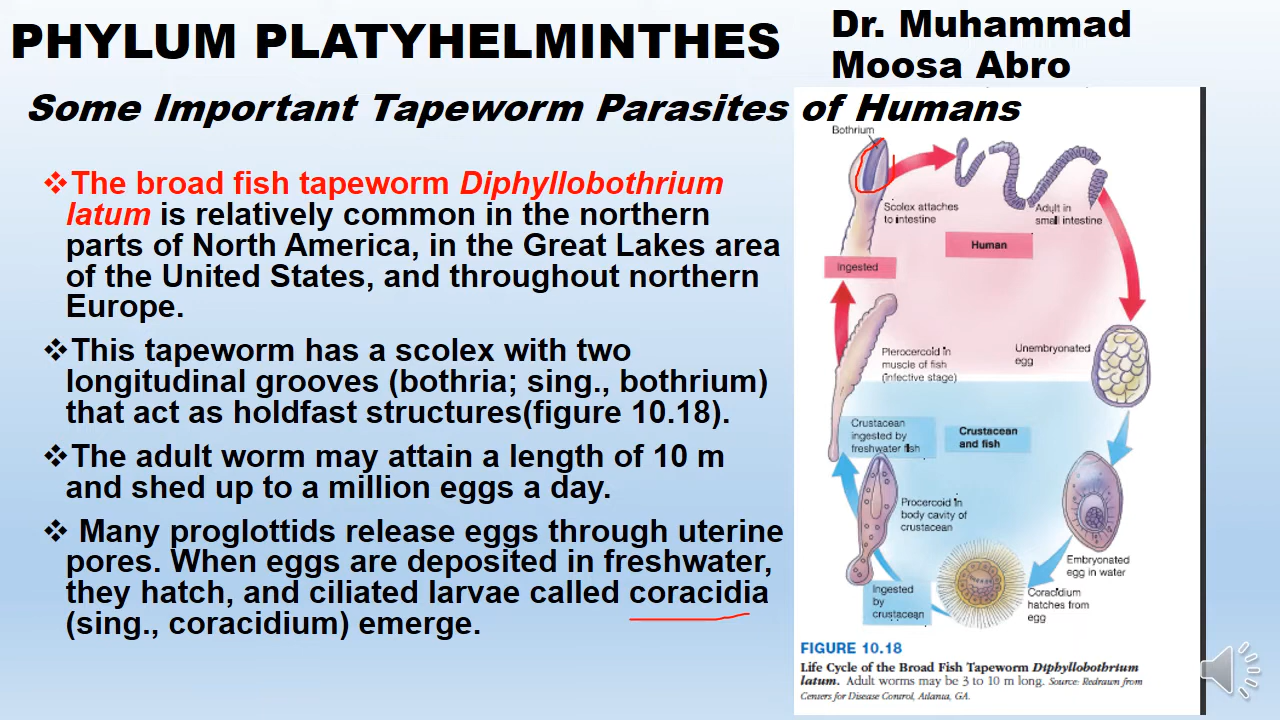 PHYLUM PLATYHELMINTHES
Dr. Muhammad
Moosa Abro
Some Important Tapeworm Parasites of Humans
❖The broad fish tapeworm Diphyllobothrium
latum is relatively common in the northern
parts of North America, in the Great Lakes area
of the United States, and throughout northern
Europe.
❖This tapeworm has a scolex with two
longitudinal grooves (bothria; sing., bothrium)
that act as holdfast structures(figure 10.18).
❖The adult worm may attain a length of 10 m
and shed up to a million eggs a day.
❖ Many proglottids release eggs through uterine
pores. When eggs are deposited in freshwater,
they hatch, and ciliated larvae called coracidia
(sing., coracidium) emerge.
Bothrium
Scolex attaches
to intestine
Adult in
small intestine
Human
Ingested
Plerocercoid in
muscle of fish
(infective stage)
Unembryonated
egg
Crustacean
ingested by
freshwater fish
Crustacean
and fish
Procercoid in
body cavity of
crustacean
Embryonated
egg in water
Ingested
by
crustacean
Coracidium
hatches from
egg
FIGURE 10.18
Life Cycle of the Broad Fish Tapeworm Diphyllobothrium
latum. Adult worms may be 3 to 10 m long. Source: Redrawn from
Centers for Disease Control, Atlanta, GA.